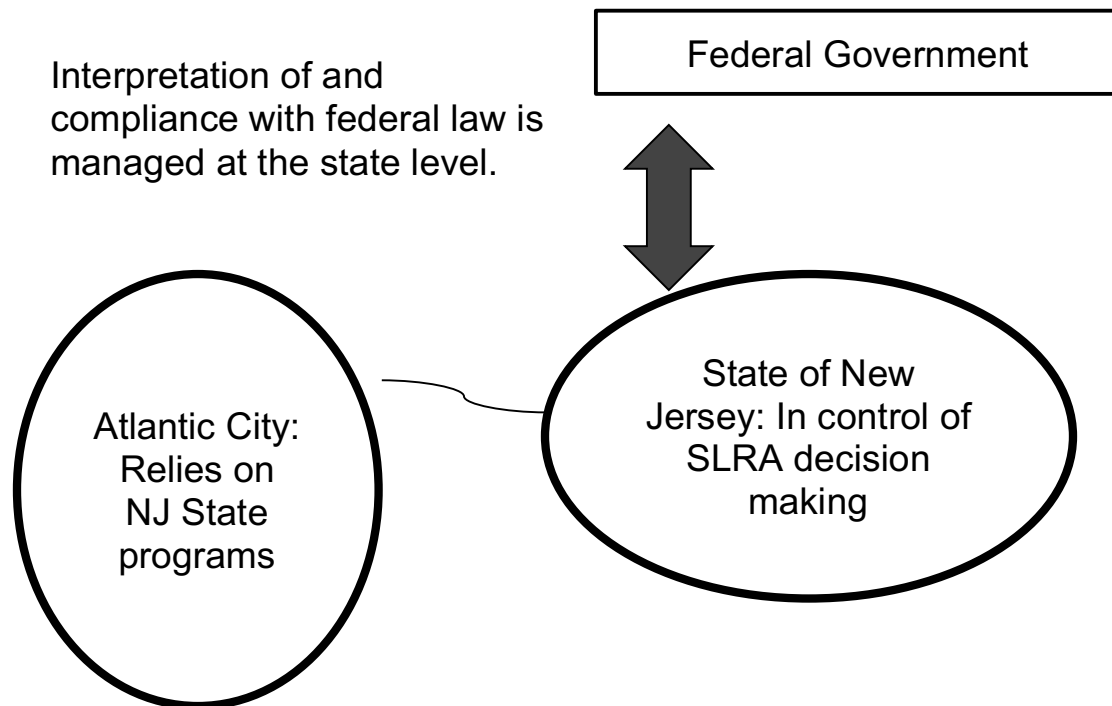 Interpretation of and
compliance with federal law is
managed at the state level.
Federal Government
Atlantic City:
Relies on
NJ State
programs
State of New
Jersey: In control of
SLRA decision
making